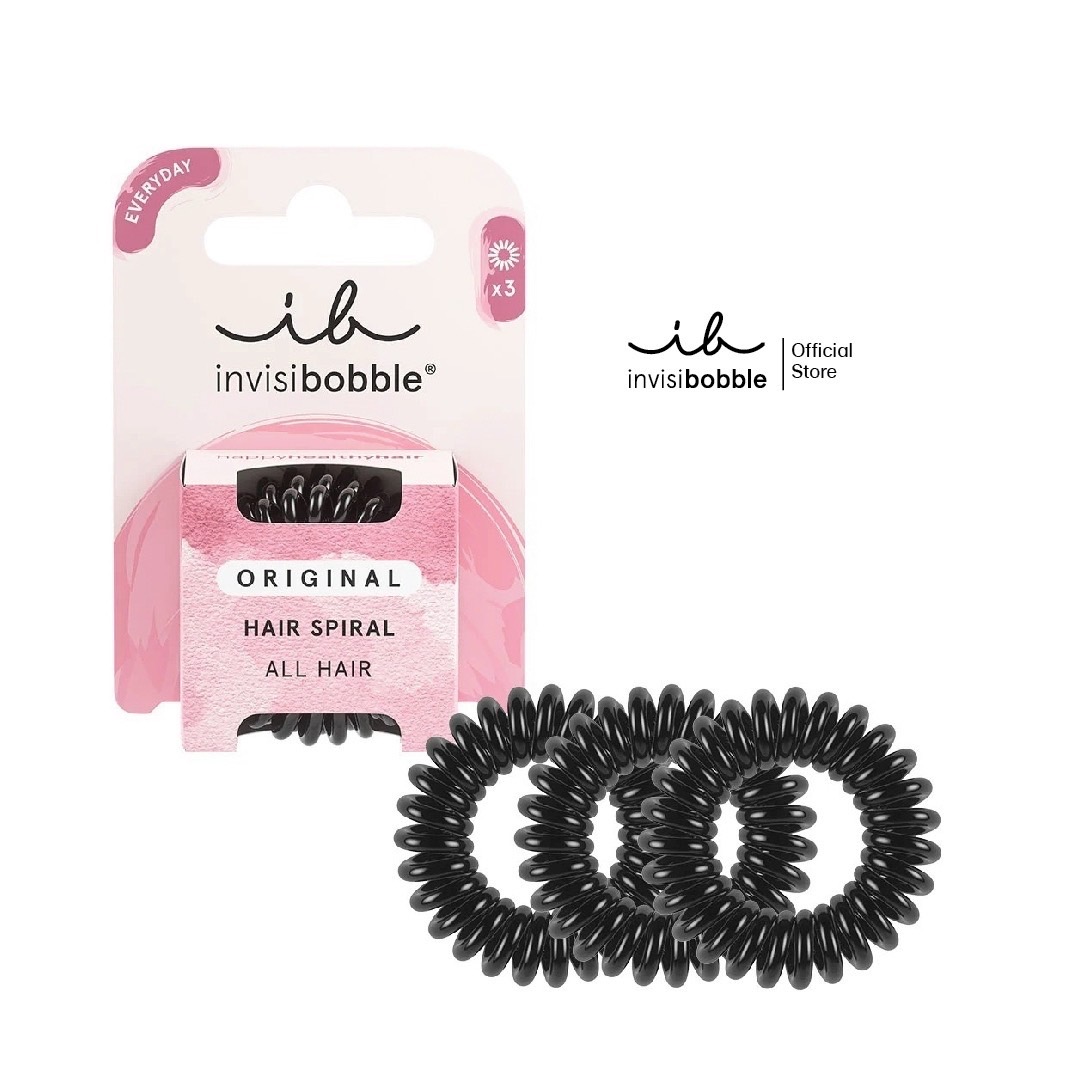 EVERYDAY
x3
ib
invisibobble®
happyhealthyhair
ORIGINAL
HAIR SPIRAL
ALL HAIR
ib
invisibobble
Official
Store